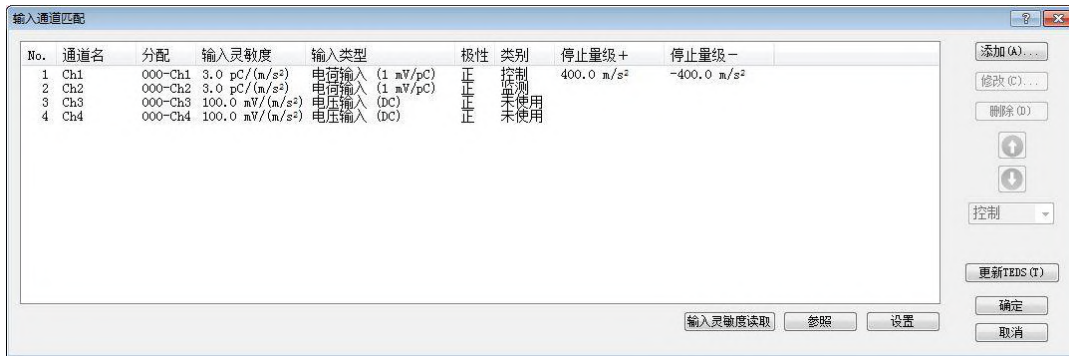 输入通道匹配
No. 通道名 分配 输入灵敏度 输入类型 极性 类别 停止量级+ 停止量级-
1 Ch1 000-Ch1 3.0 pC/(m/s²) 电荷输入 (1 mV/pC) 正 控制 400.0 m/s² -400.0 m/s²
2 Ch2 000-Ch2 3.0 pC/(m/s²) 电荷输入 (1 mV/pC) 正 监测
3 Ch3 000-Ch3 100.0 mV/(m/s²) 电压输入 (DC) 正 未使用
4 Ch4 000-Ch4 100.0 mV/(m/s²) 电压输入 (DC) 正 未使用
添加(A)...
修改(C)...
删除(D)
控制
更新TEDS(T)
输入灵敏度读取 参照 设置
确定
取消